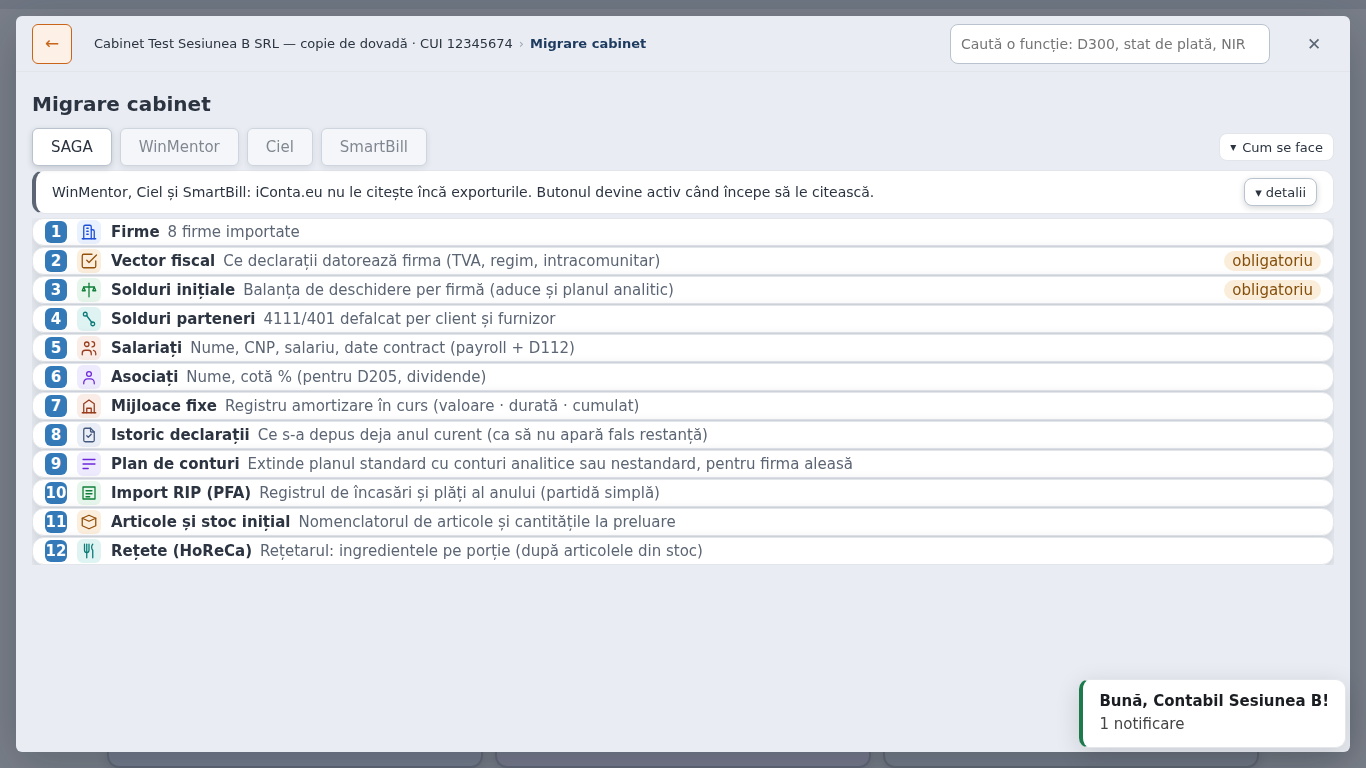 ←
Cabinet Test Sesiunea B SRL — copie de dovadă · CUI 12345674 › Migrare cabinet
Caută o funcție: D300, stat de plată, NIR
✕
Migrare cabinet
SAGA
WinMentor
Ciel
SmartBill
▾ Cum se face
WinMentor, Ciel și SmartBill: iConta.eu nu le citește încă exporturile. Butonul devine activ când începe să le citească.
▾ detalii
1 Firme 8 firme importate
2 Vector fiscal Ce declarații datorează firma (TVA, regim, intracomunitar) obligatoriu
3 Solduri inițiale Balanța de deschidere per firmă (aduce și planul analitic) obligatoriu
4 Solduri parteneri 4111/401 defalcat per client și furnizor
5 Salariați Nume, CNP, salariu, date contract (payroll + D112)
6 Asociați Nume, cotă % (pentru D205, dividende)
7 Mijloace fixe Registru amortizare în curs (valoare · durată · cumulat)
8 Istoric declarații Ce s-a depus deja anul curent (ca să nu apară fals restanță)
9 Plan de conturi Extinde planul standard cu conturi analitice sau nestandard, pentru firma aleasă
10 Import RIP (PFA) Registrul de încasări și plăți al anului (partidă simplă)
11 Articole și stoc inițial Nomenclatorul de articole și cantitățile la preluare
12 Rețete (HoReCa) Rețetarul: ingredientele pe porție (după articolele din stoc)
Bună, Contabil Sesiunea B!
1 notificare